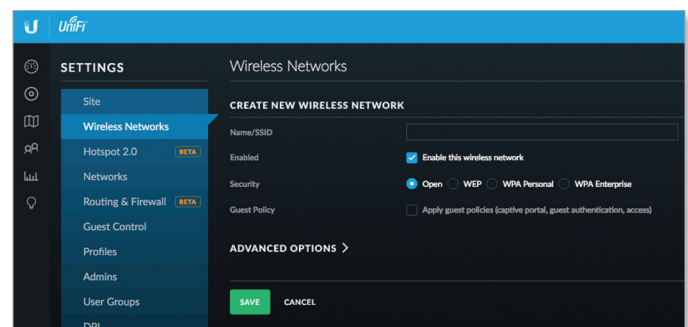 U UniFi
SETTINGS
Site
Wireless Networks
Hotspot 2.0 BETA
Networks
Routing & Firewall BETA
Guest Control
Profiles
Admins
User Groups
DPI
Wireless Networks
CREATE NEW WIRELESS NETWORK
Name/SSID
Enabled Enable this wireless network
Security Open WEP WPA Personal WPA Enterprise
Guest Policy Apply guest policies (captive portal, guest authentication, access)
ADVANCED OPTIONS >
SAVE CANCEL